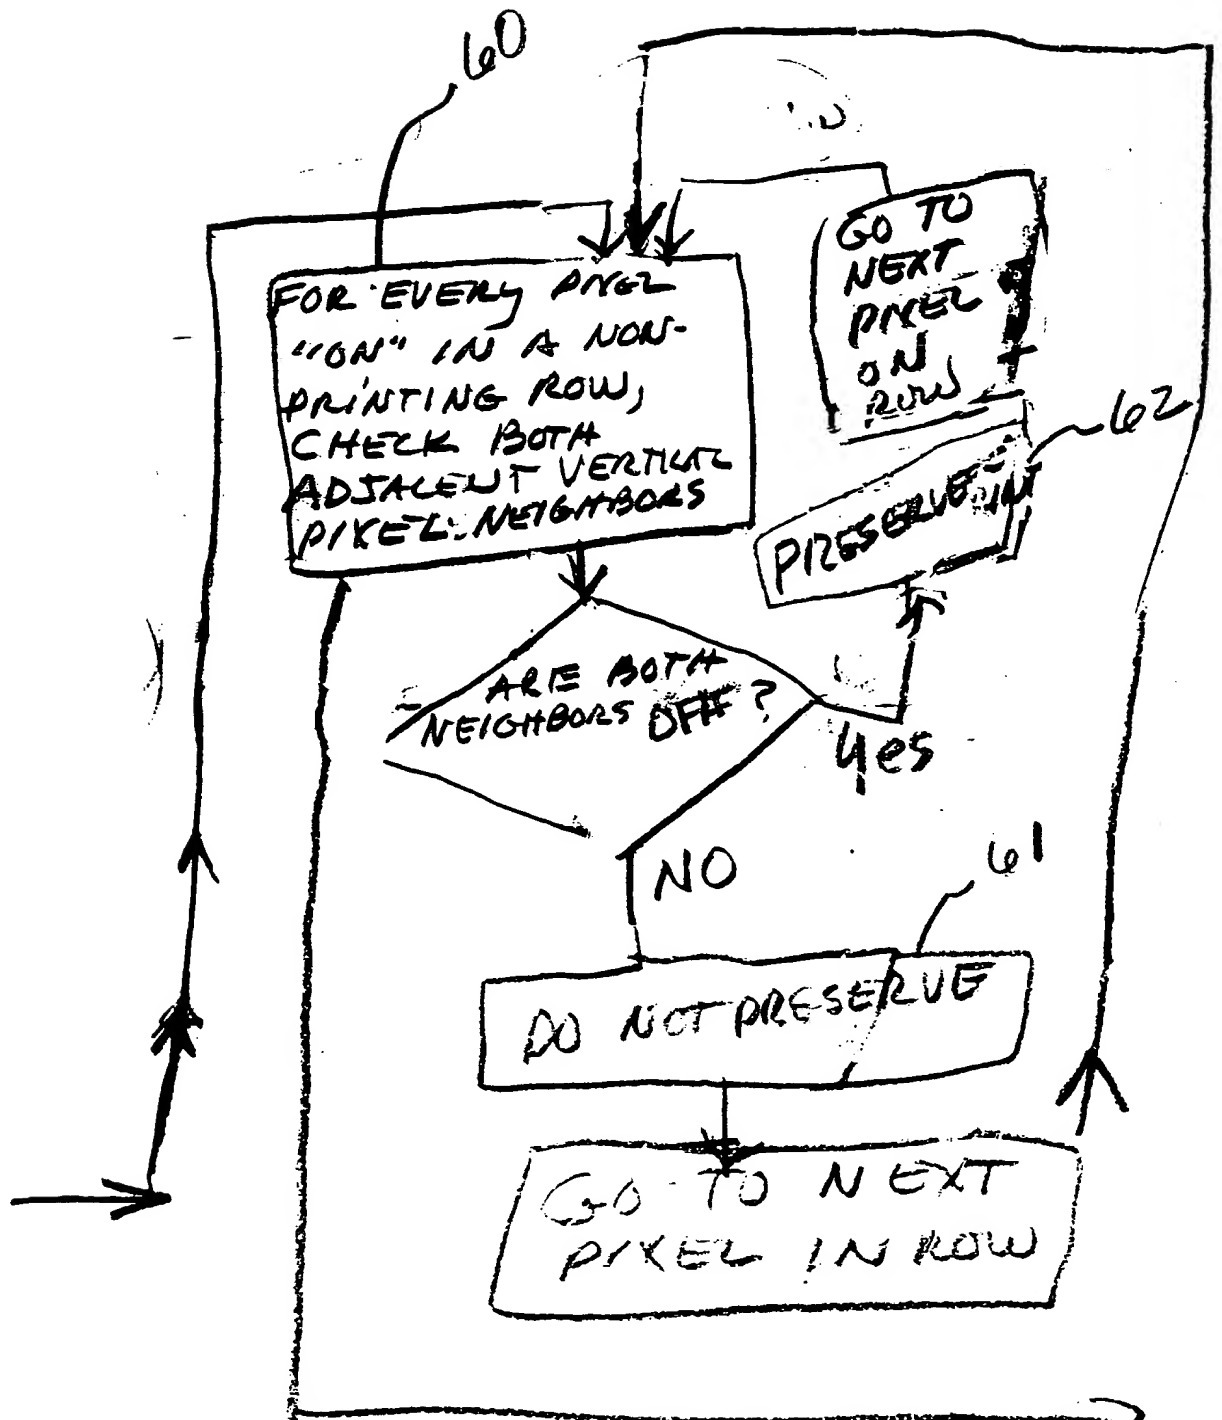 60
GO TO
NEXT
PIXEL
ON
ROW
FOR EVERY PIXEL
"ON" IN A NON-
PRINTING ROW,
CHECK BOTH
ADJACENT VERTICAL
PIXEL NEIGHBORS
62
PRESERVE
ARE BOTH
NEIGHBORS OFF?
Yes
NO
61
DO NOT PRESERVE
GO TO NEXT
PIXEL IN ROW